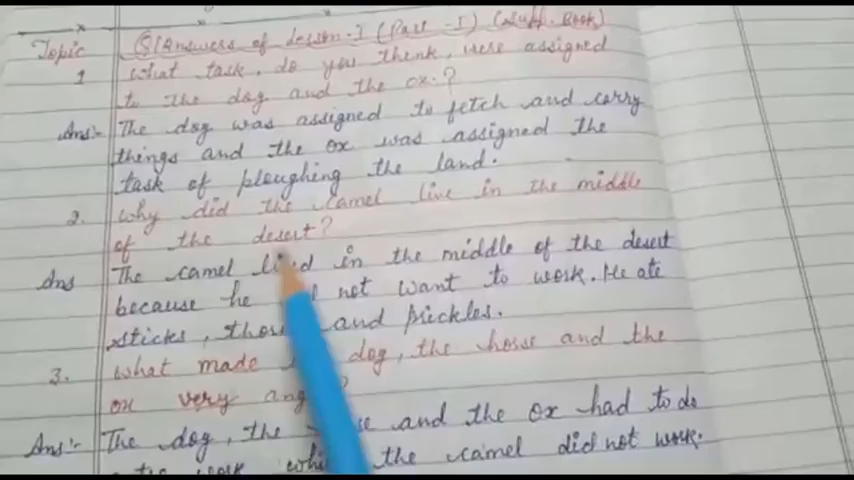 Topic Q/Answers of lesson-1 (Part-I) (Supp. Book)
1 What task, do you think, were assigned
to the dog and the ox.?
Ans:- The dog was assigned to fetch and carry
things and the ox was assigned the
task of ploughing the land.
2. Why did the camel live in the middle
of the desert?
Ans The camel lived in the middle of the desert
because he not want to work. He ate
sticks, and prickles.
3. What made dog, the horse and the
ox very
Ans:- The dog, the and the ox had to do
work the camel did not work.